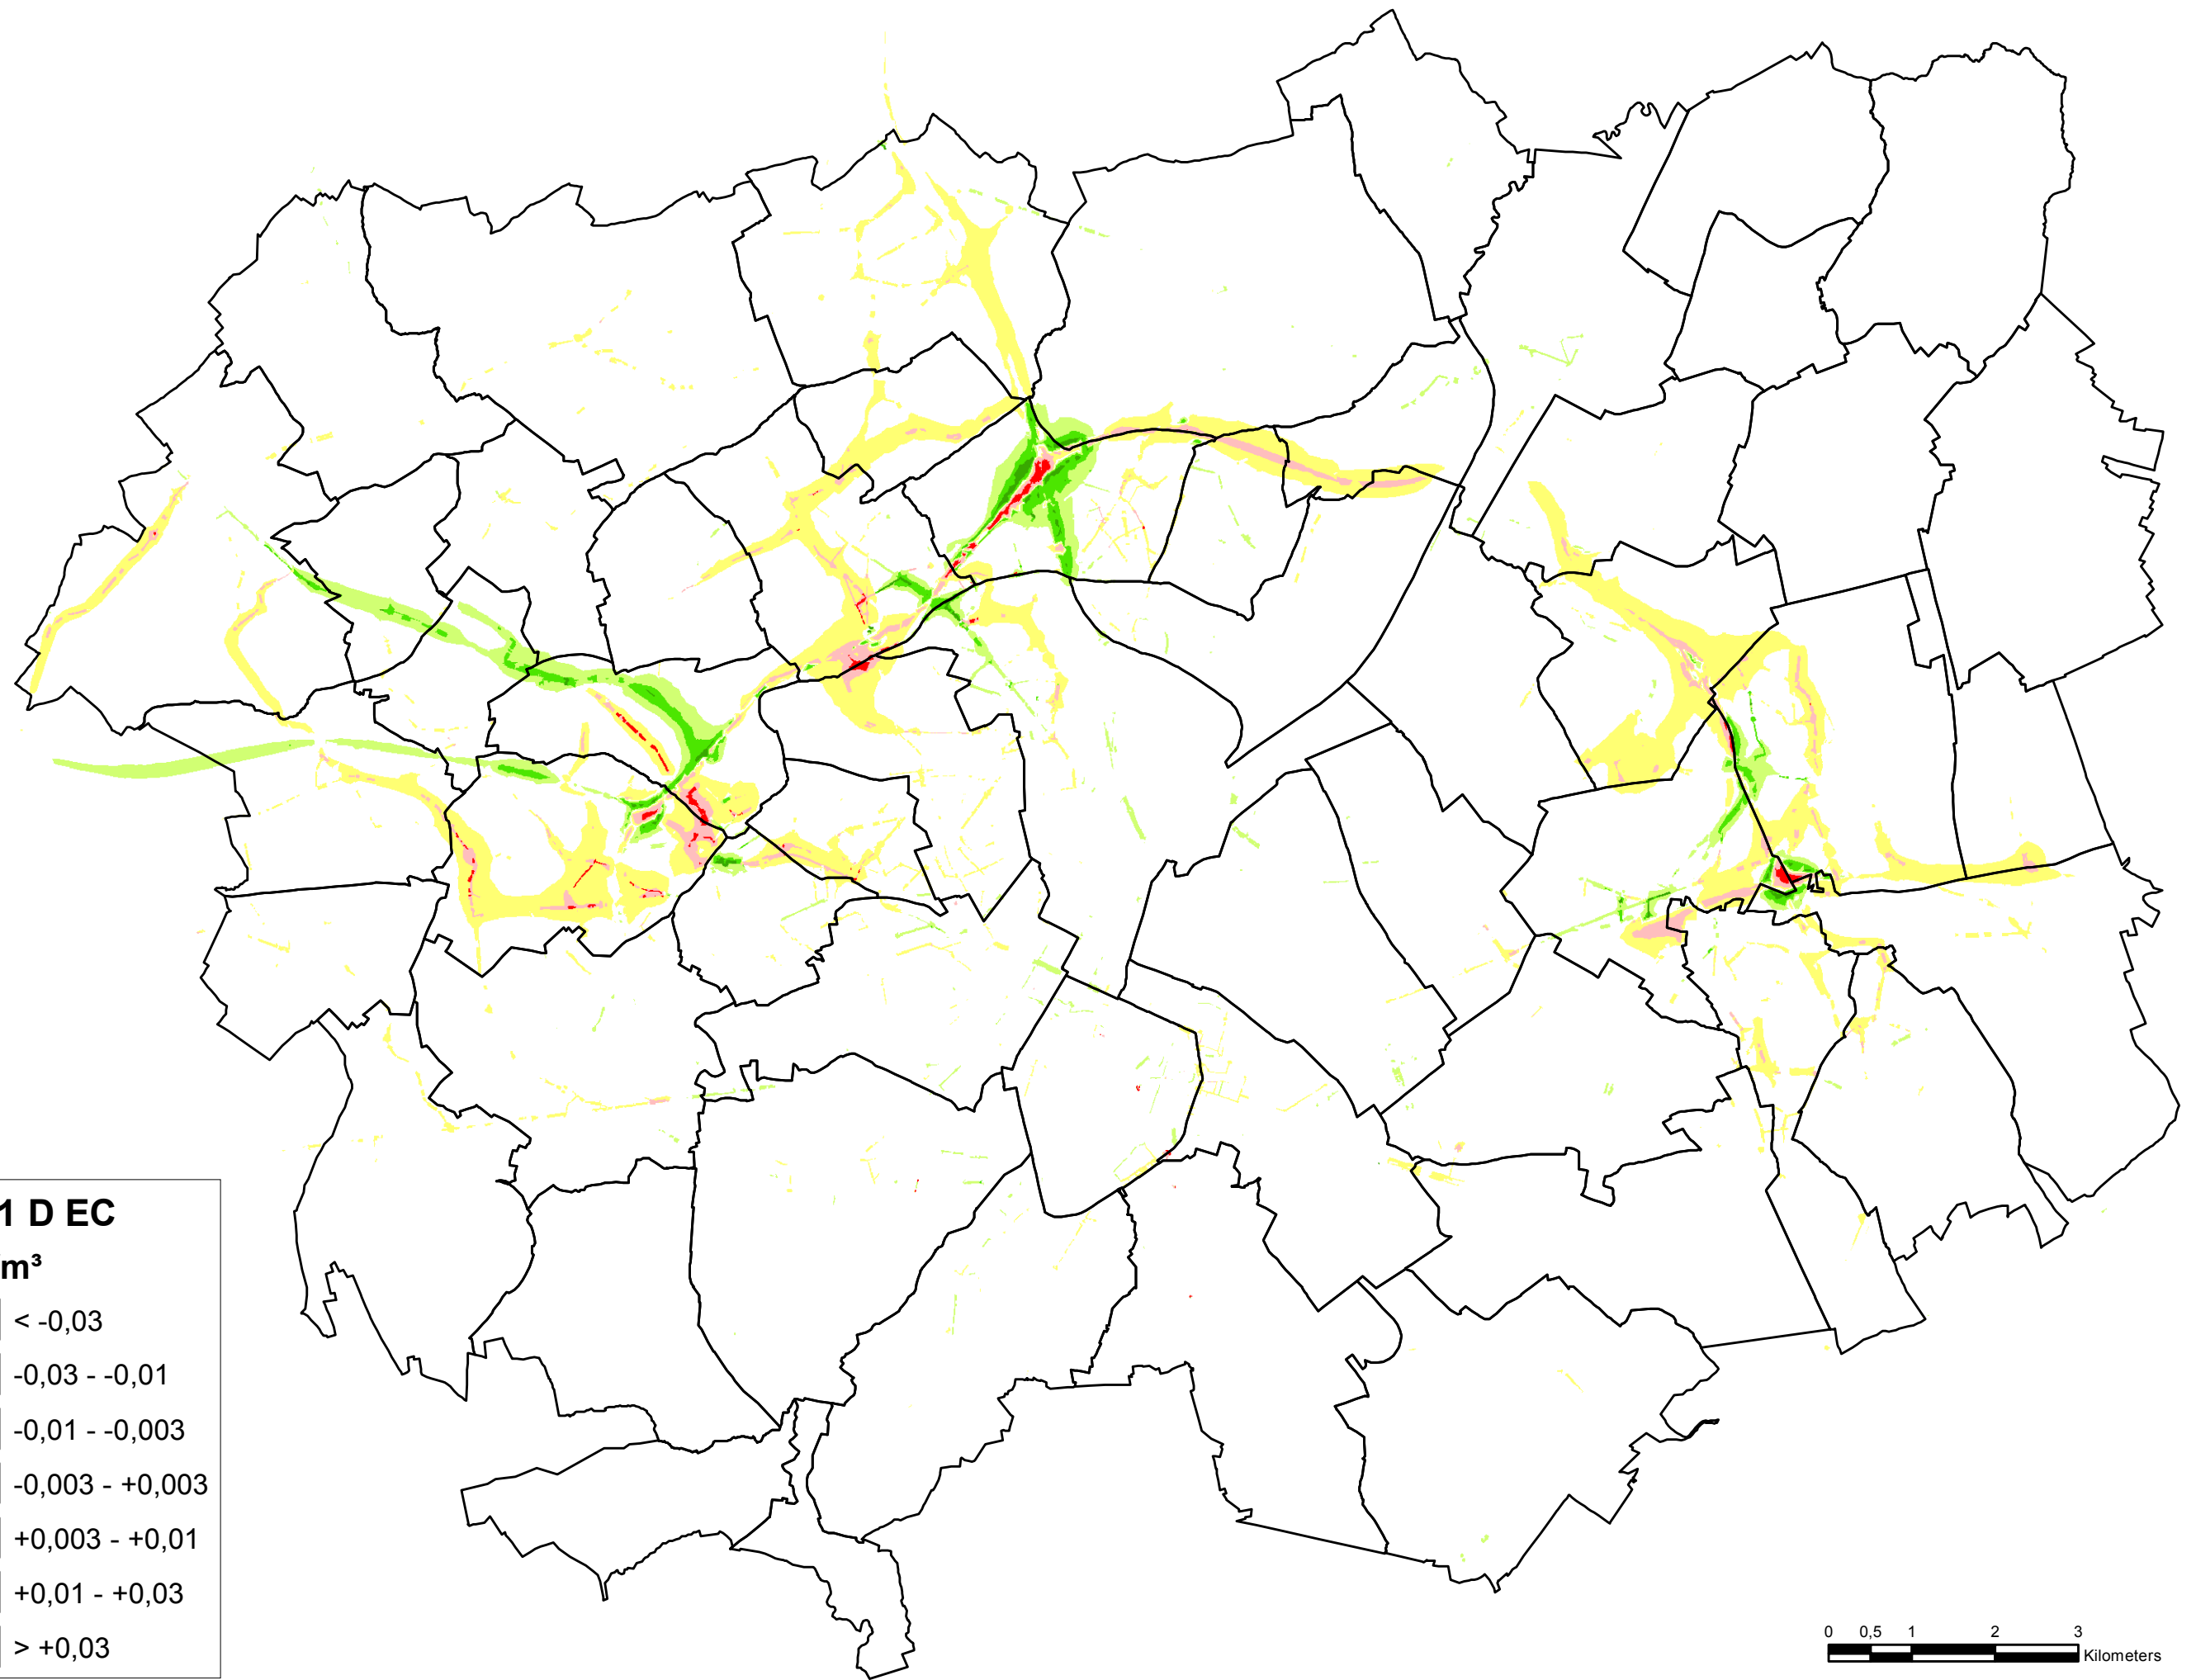 1 D EC
m³
< -0,03
-0,03 - -0,01
-0,01 - -0,003
-0,003 - +0,003
+0,003 - +0,01
+0,01 - +0,03
> +0,03
0 0,5 1 2 3
Kilometers